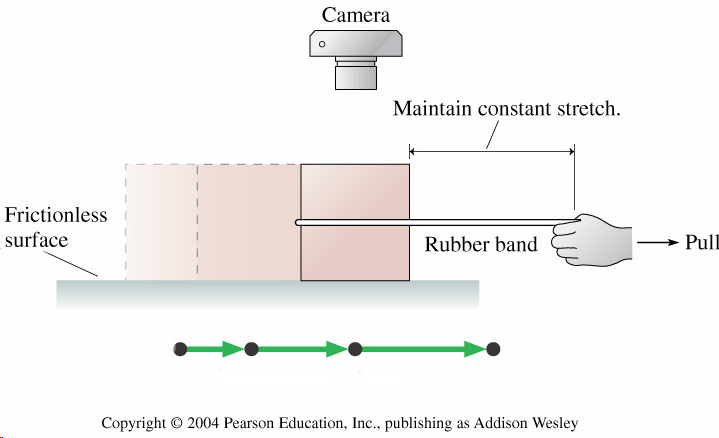 Camera
Maintain constant stretch.
Frictionless
surface
Rubber band
Pull
Copyright © 2004 Pearson Education, Inc., publishing as Addison Wesley